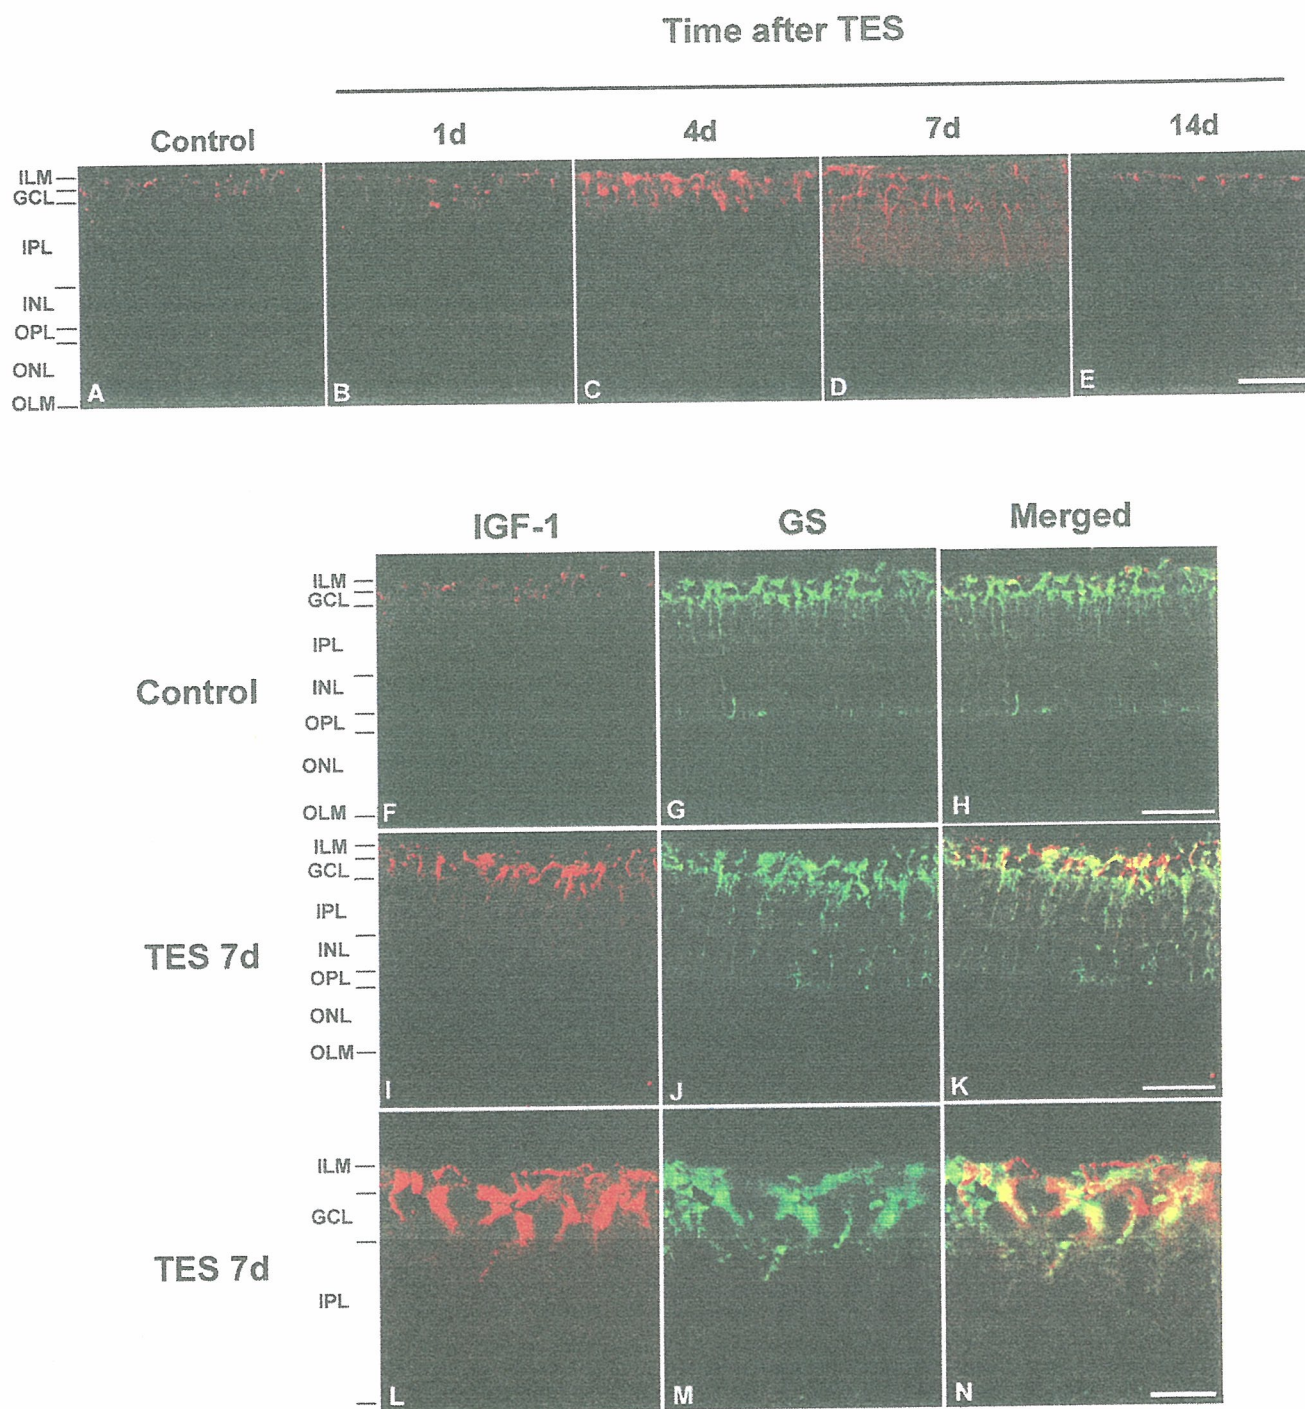 Time after TES
Control 1d 4d 7d 14d
ILM
GCL
IPL
INL
OPL
ONL
OLM
A B C D E
IGF-1 GS Merged
Control
ILM
GCL
IPL
INL
OPL
ONL
OLM
F G H
TES 7d
ILM
GCL
IPL
INL
OPL
ONL
OLM
I J K
TES 7d
ILM
GCL
IPL
L M N